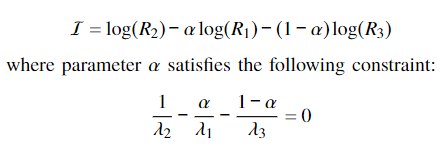 I = log(R₂) − α log(R₁) − (1 − α) log(R₃)
where parameter α satisfies the following constraint:
1/λ₂ − α/λ₁ − (1 − α)/λ₃ = 0